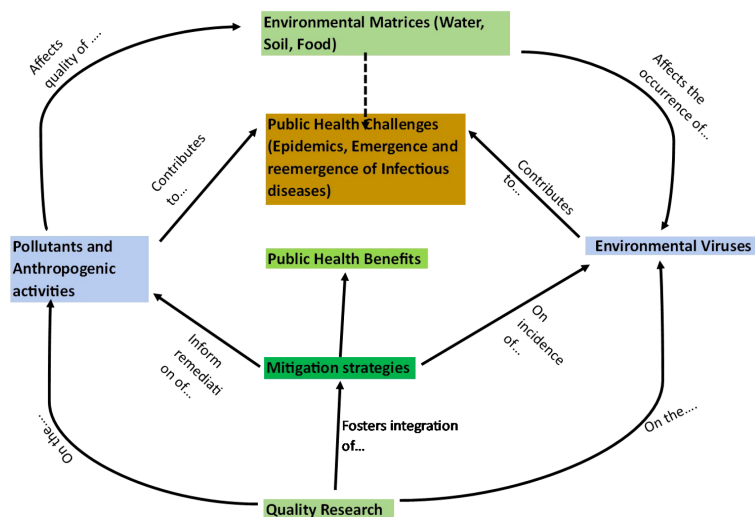 Environmental Matrices (Water,
Soil, Food)
Affects
quality of ....
Affects the
occurrence of...
Public Health Challenges
(Epidemics, Emergence and
reemergence of Infectious
diseases)
Contributes
to...
Contributes
to...
Pollutants and
Anthropogenic
activities
Environmental Viruses
Public Health Benefits
Inform
remediati
on of...
On
incidence
of...
Mitigation strategies
On the....
Fosters integration
of...
On the....
Quality Research